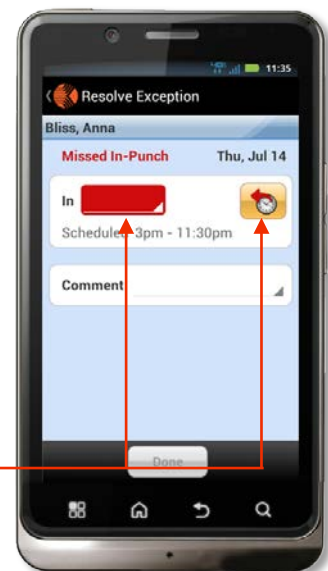 11:35
Resolve Exception
Bliss, Anna
Missed In-Punch Thu, Jul 14
In
Scheduled 3pm - 11:30pm
Comment
Done